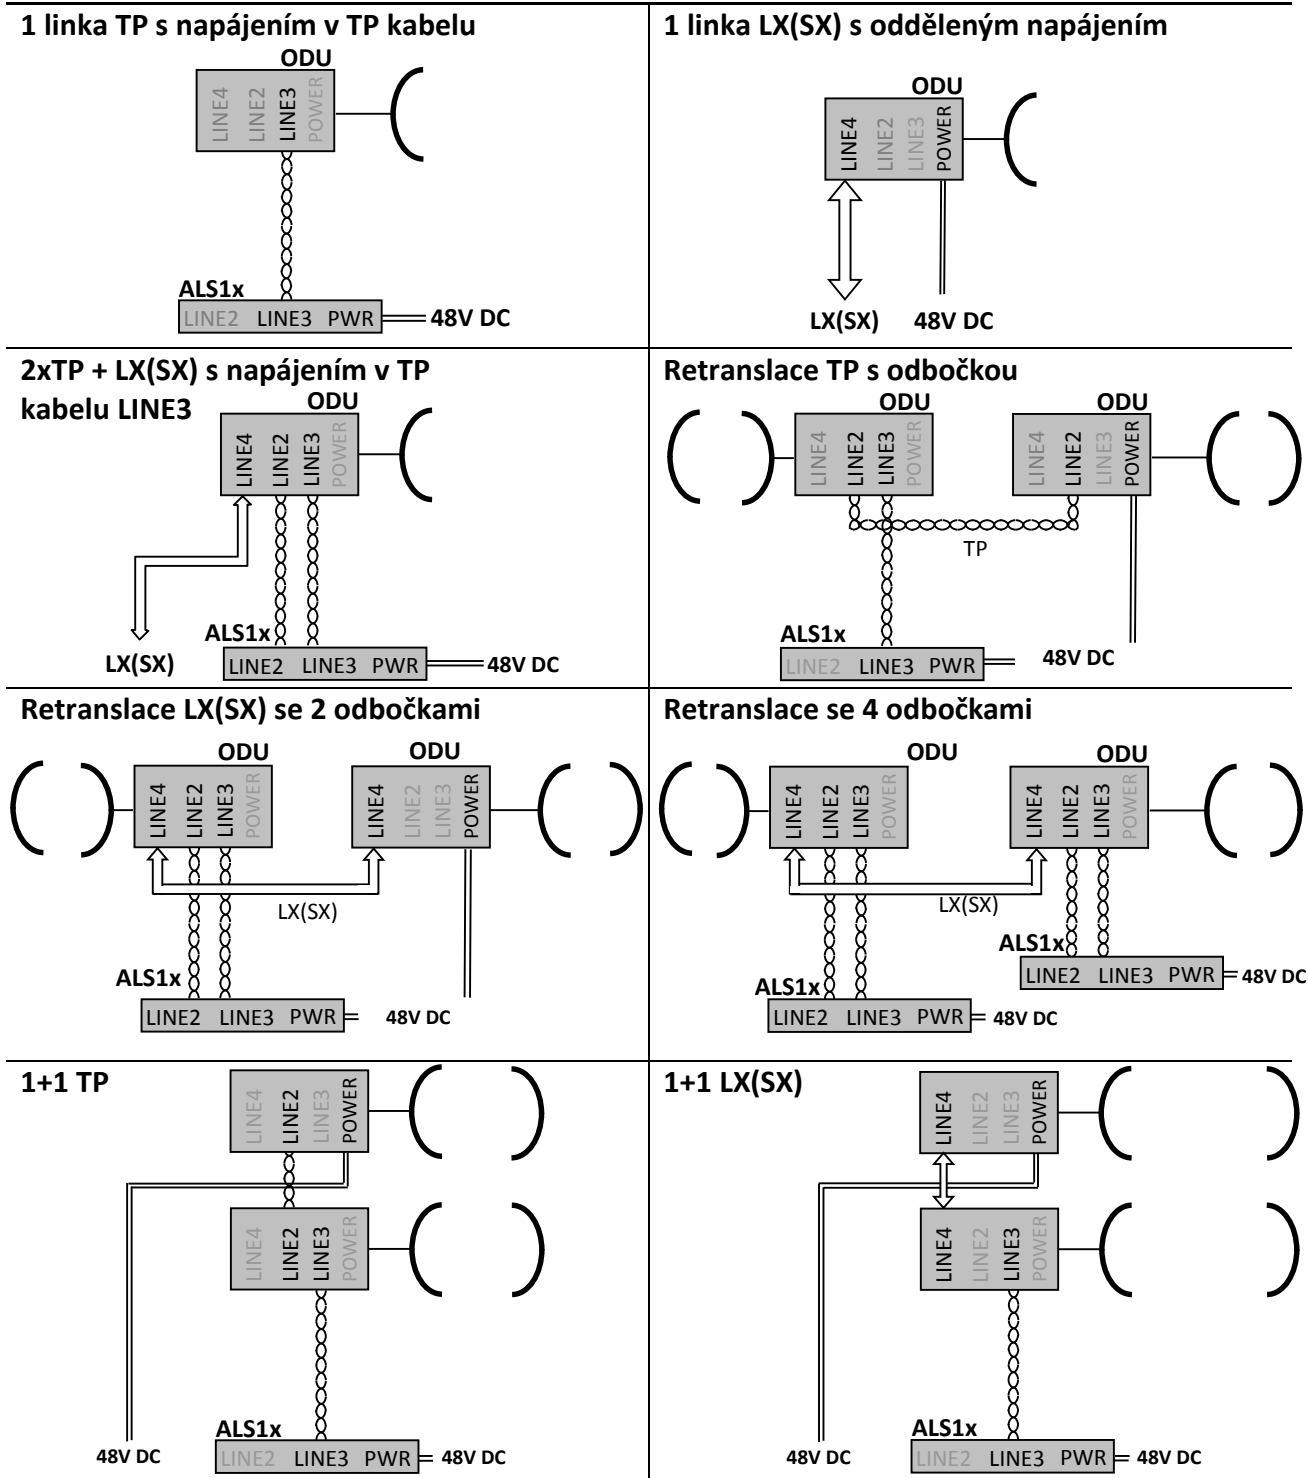 1 linka TP s napájením v TP kabelu
ODU
LINE4
LINE2
LINE3
POWER
ALS1x
LINE2 LINE3 PWR 48V DC
1 linka LX(SX) s odděleným napájením
ODU
LINE4
LINE2
LINE3
POWER
LX(SX) 48V DC
2xTP + LX(SX) s napájením v TP
kabelu LINE3
ODU
LINE4
LINE2
LINE3
POWER
LX(SX)
ALS1x
LINE2 LINE3 PWR 48V DC
Retranslace TP s odbočkou
ODU
LINE4
LINE2
LINE3
POWER
ODU
LINE4
LINE2
LINE3
POWER
TP
ALS1x
LINE2 LINE3 PWR
48V DC
Retranslace LX(SX) se 2 odbočkami
ODU
LINE4
LINE2
LINE3
POWER
ODU
LINE4
LINE2
LINE3
POWER
LX(SX)
ALS1x
LINE2 LINE3 PWR 48V DC
Retranslace se 4 odbočkami
ODU
LINE4
LINE2
LINE3
POWER
ODU
LINE4
LINE2
LINE3
POWER
LX(SX)
ALS1x
LINE2 LINE3 PWR 48V DC
ALS1x
LINE2 LINE3 PWR 48V DC
1+1 TP
LINE4
LINE2
LINE3
POWER
LINE4
LINE2
LINE3
POWER
48V DC
ALS1x
LINE2 LINE3 PWR 48V DC
1+1 LX(SX)
LINE4
LINE2
LINE3
POWER
LINE4
LINE2
LINE3
POWER
48V DC
ALS1x
LINE2 LINE3 PWR 48V DC